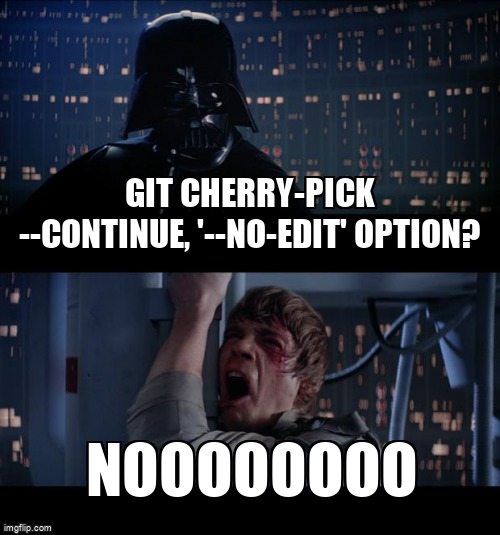 GIT CHERRY-PICK
--CONTINUE, '--NO-EDIT' OPTION?
NOOOOOOOO
imgflip.com